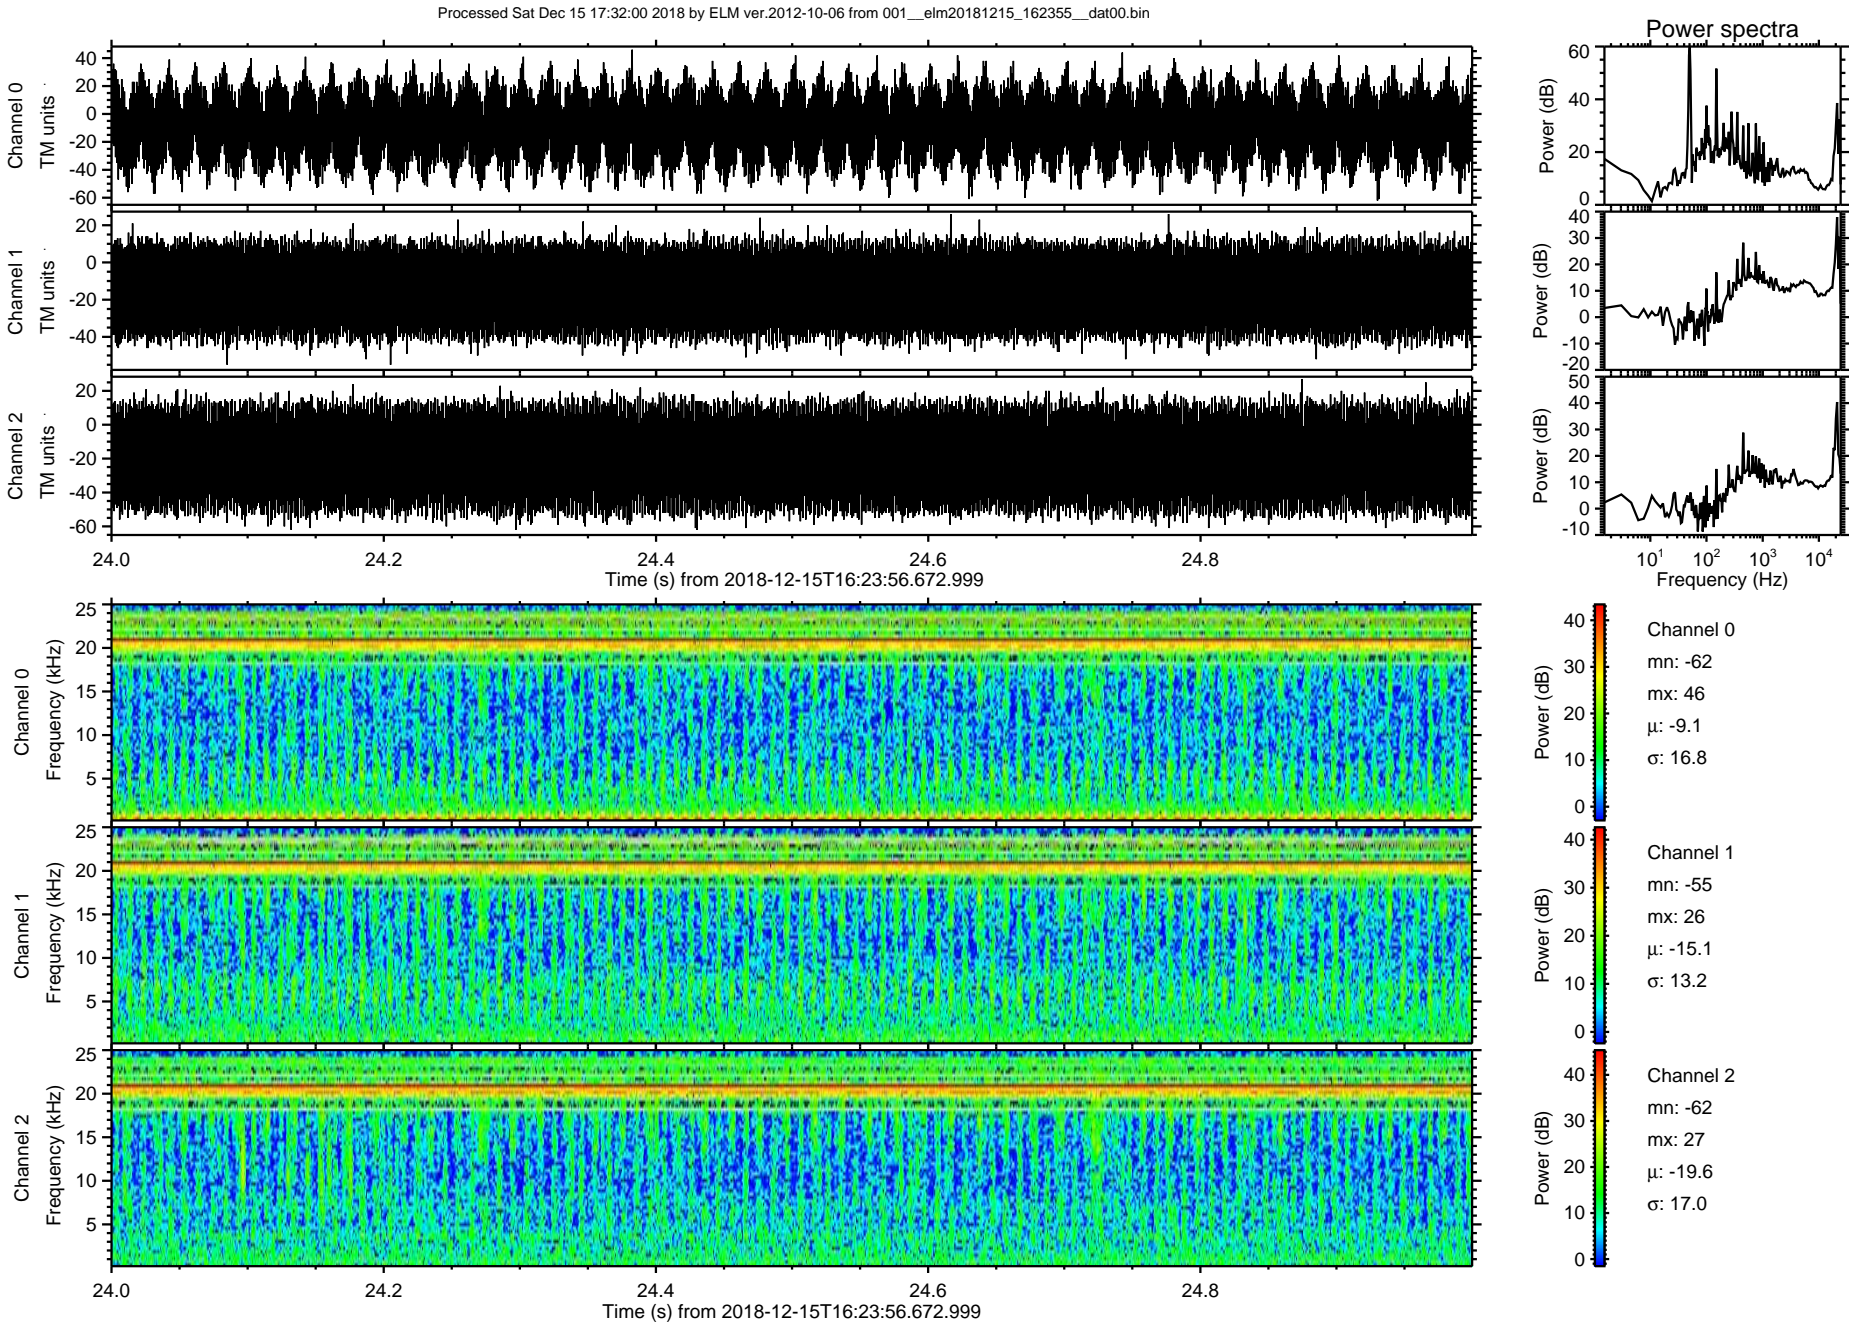 Processed Sat Dec 15 17:32:00 2018 by ELM ver.2012-10-06 from 001__elm20181215_162355__dat00.bin
Power spectra
Channel 0
TM units
40
20
0
-20
-40
-60
Power (dB)
60
40
20
0
Channel 1
TM units
20
0
-20
-40
Power (dB)
40
30
20
10
0
-10
-20
Channel 2
TM units
20
0
-20
-40
-60
Power (dB)
50
40
30
20
10
0
-10
24.0 24.2 24.4 24.6 24.8
Time (s) from 2018-12-15T16:23:56.672.999
10^1 10^2 10^3 10^4
Frequency (Hz)
Channel 0
Frequency (kHz)
25
20
15
10
5
Power (dB)
40
30
20
10
0
Channel 0
mn: -62
mx: 46
μ: -9.1
σ: 16.8
Channel 1
Frequency (kHz)
25
20
15
10
5
Power (dB)
40
30
20
10
0
Channel 1
mn: -55
mx: 26
μ: -15.1
σ: 13.2
Channel 2
Frequency (kHz)
25
20
15
10
5
Power (dB)
40
30
20
10
0
Channel 2
mn: -62
mx: 27
μ: -19.6
σ: 17.0
24.0 24.2 24.4 24.6 24.8
Time (s) from 2018-12-15T16:23:56.672.999